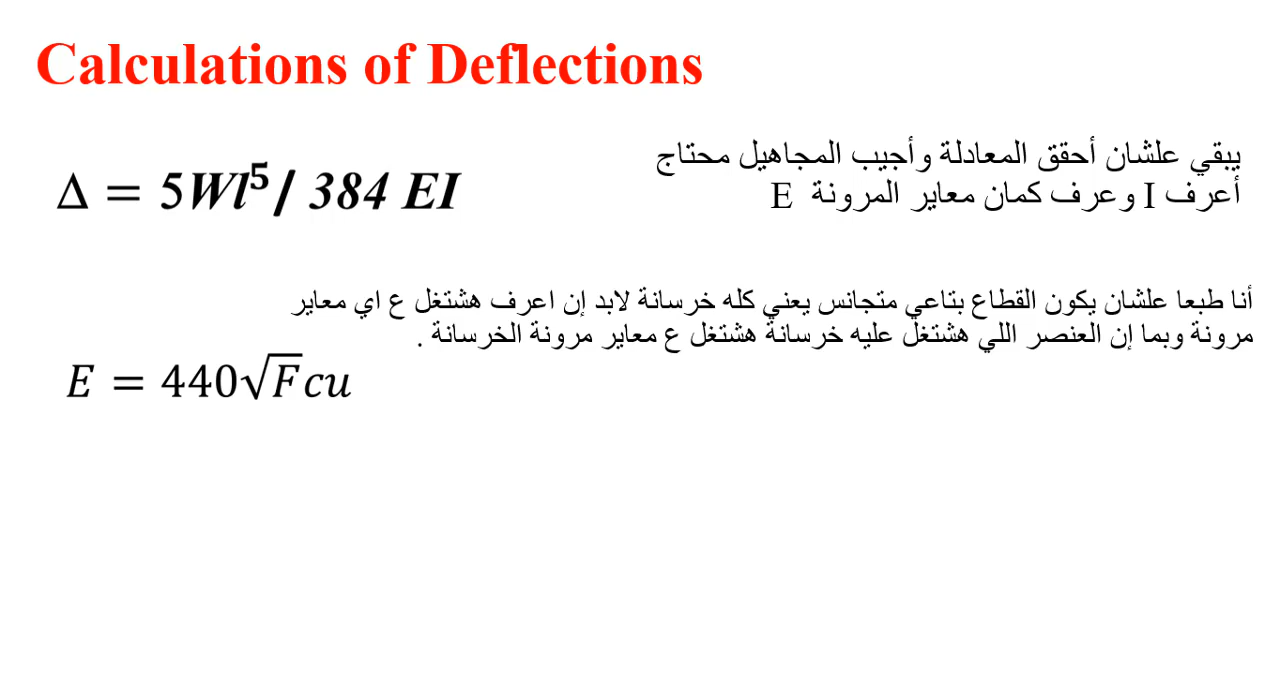 Calculations of Deflections
يبقي علشان أحقق المعادلة وأجيب المجاهيل محتاج
أعرف I وعرف كمان معاير المرونة E
Δ = 5Wl⁵/ 384 EI
أنا طبعا علشان يكون القطاع بتاعي متجانس يعني كله خرسانة لابد إن اعرف هشتغل ع اي معاير
مرونة وبما إن العنصر اللي هشتغل عليه خرسانة هشتغل ع معاير مرونة الخرسانة .
E = 440√Fcu